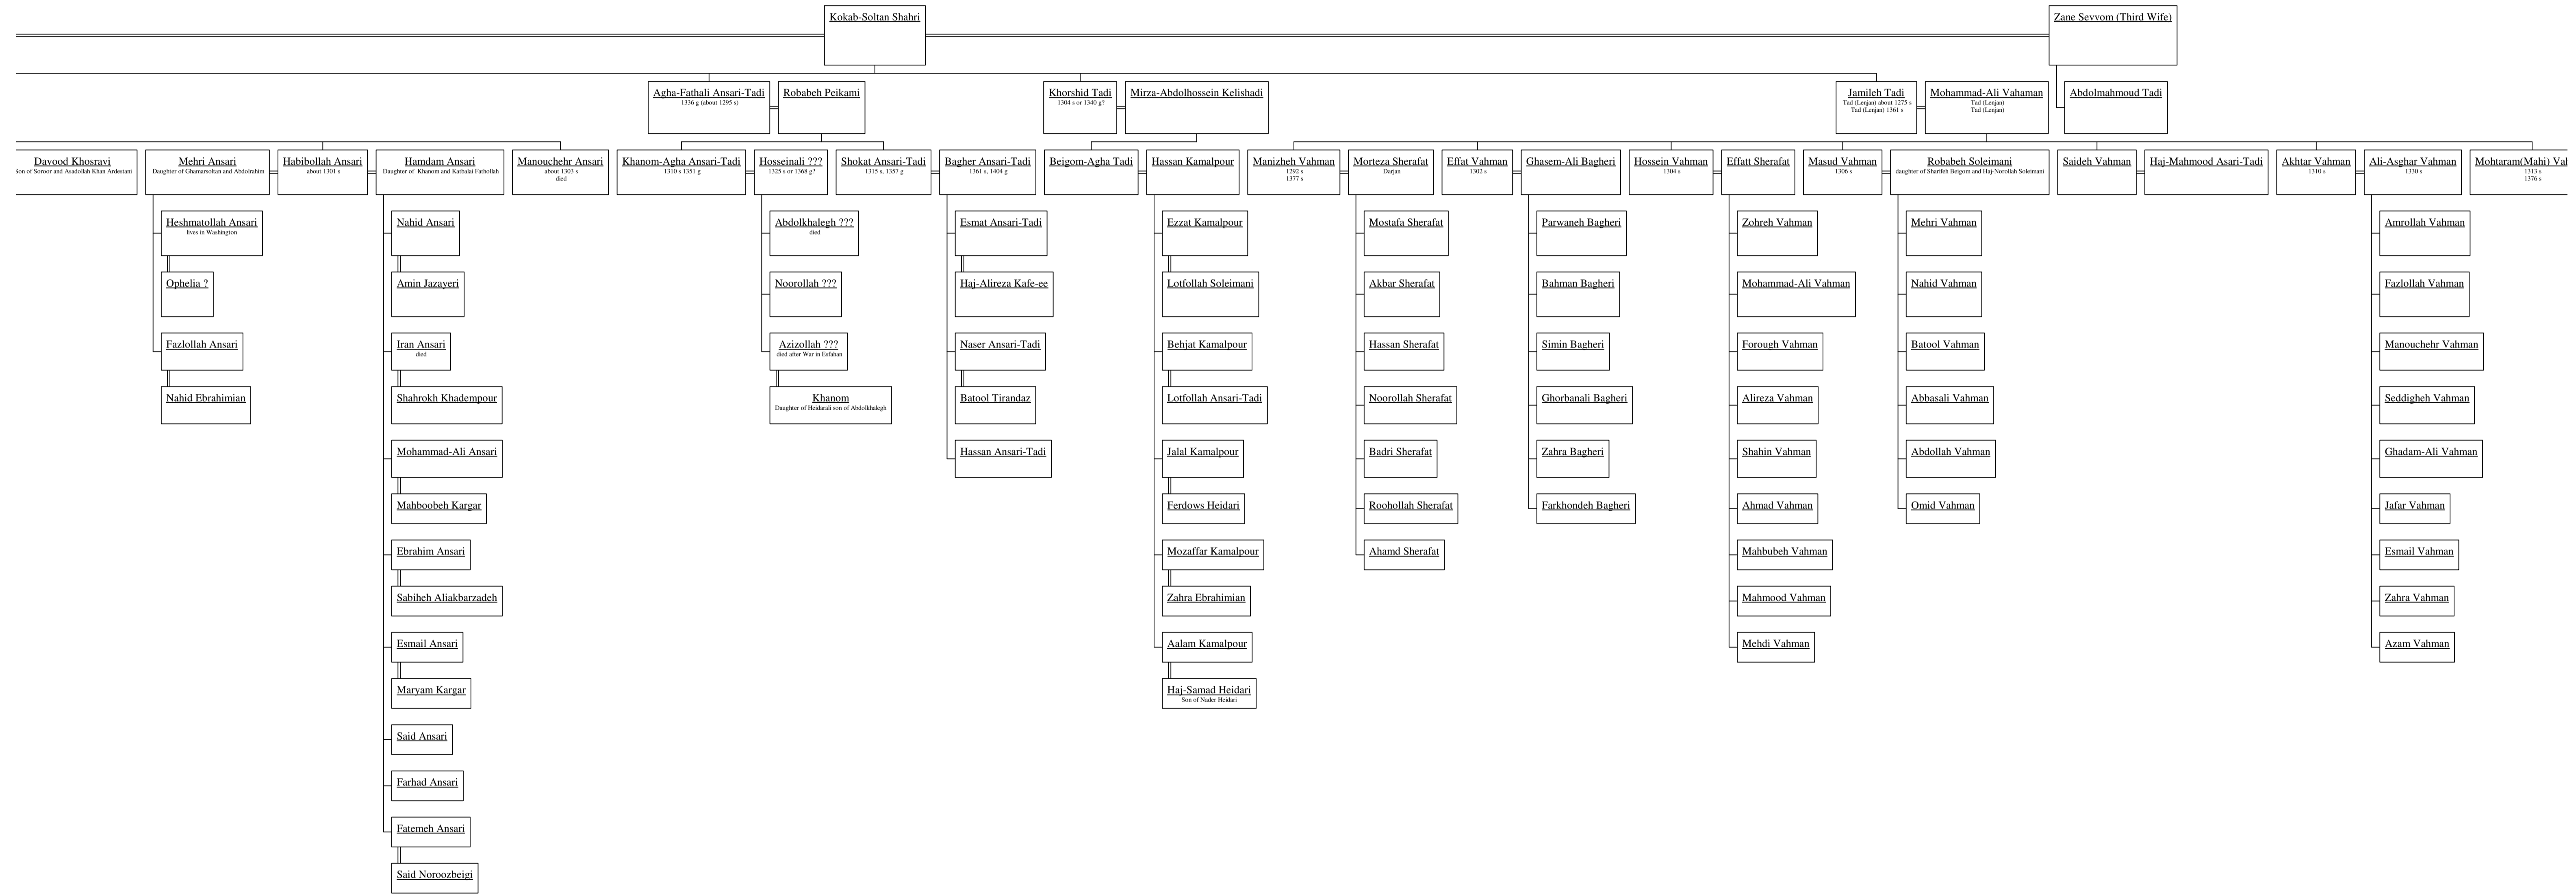 Kokab-Soltan Shahri
Zane Sevvom (Third Wife)
Agha-Fathali Ansari-Tadi
1336 g (about 1295 s)
Robabeh Peikami
Khorshid Tadi
1304 s or 1340 g?
Mirza-Abdolhossein Kelishadi
Jamileh Tadi
Tad (Lenjan) about 1275 s
Tad (Lenjan) 1361 s
Mohammad-Ali Vahaman
Tad (Lenjan)
Tad (Lenjan)
Abdolmahmoud Tadi
Davood Khosravi
Son of Soroor and Asadollah Khan Ardestani
Mehri Ansari
Daughter of Ghamarsoltan and Abdolrahim
Habibollah Ansari
about 1301 s
Hamdam Ansari
Daughter of Khanom and Karbalai Fathollah
Manouchehr Ansari
about 1303 s
died
Khanom-Agha Ansari-Tadi
1310 s 1351 g
Hosseinali ???
1325 s or 1368 g?
Shokat Ansari-Tadi
1315 s, 1357 g
Bagher Ansari-Tadi
1361 s, 1404 g
Beigom-Agha Tadi
Hassan Kamalpour
Manizheh Vahman
1292 s
1377 s
Morteza Sherafat
Darjan
Effat Vahman
1302 s
Ghasem-Ali Bagheri
Hossein Vahman
1304 s
Effatt Sherafat
Masud Vahman
1306 s
Robabeh Soleimani
daughter of Sharifeh Beigom and Haj-Norollah Soleimani
Saideh Vahman
Haj-Mahmood Asari-Tadi
Akhtar Vahman
1310 s
Ali-Asghar Vahman
1330 s
Mohtaram(Mahi) Val
1313 s
1376 s
Heshmatollah Ansari
lives in Washington
Ophelia ?
Fazlollah Ansari
Nahid Ebrahimian
Nahid Ansari
Amin Jazayeri
Iran Ansari
died
Shahrokh Khadempour
Mohammad-Ali Ansari
Mahboobeh Kargar
Ebrahim Ansari
Sabiheh Aliakbarzadeh
Esmail Ansari
Maryam Kargar
Said Ansari
Farhad Ansari
Fatemeh Ansari
Said Noroozbeigi
Abdolkhalegh ???
died
Noorollah ???
Azizollah ???
died after War in Esfahan
Khanom
Daughter of Heidarali son of Abdolkhalegh
Esmat Ansari-Tadi
Haj-Alireza Kafe-ee
Naser Ansari-Tadi
Batool Tirandaz
Hassan Ansari-Tadi
Ezzat Kamalpour
Lotfollah Soleimani
Behjat Kamalpour
Lotfollah Ansari-Tadi
Jalal Kamalpour
Ferdows Heidari
Mozaffar Kamalpour
Zahra Ebrahimian
Aalam Kamalpour
Haj-Samad Heidari
Son of Nader Heidari
Mostafa Sherafat
Akbar Sherafat
Hassan Sherafat
Noorollah Sherafat
Badri Sherafat
Roohollah Sherafat
Ahamd Sherafat
Parwaneh Bagheri
Bahman Bagheri
Simin Bagheri
Ghorbanali Bagheri
Zahra Bagheri
Farkhondeh Bagheri
Zohreh Vahman
Mohammad-Ali Vahman
Forough Vahman
Alireza Vahman
Shahin Vahman
Ahmad Vahman
Mahbubeh Vahman
Mahmood Vahman
Mehdi Vahman
Mehri Vahman
Nahid Vahman
Batool Vahman
Abbasali Vahman
Abdollah Vahman
Omid Vahman
Amrollah Vahman
Fazlollah Vahman
Manouchehr Vahman
Seddigheh Vahman
Ghadam-Ali Vahman
Jafar Vahman
Esmail Vahman
Zahra Vahman
Azam Vahman